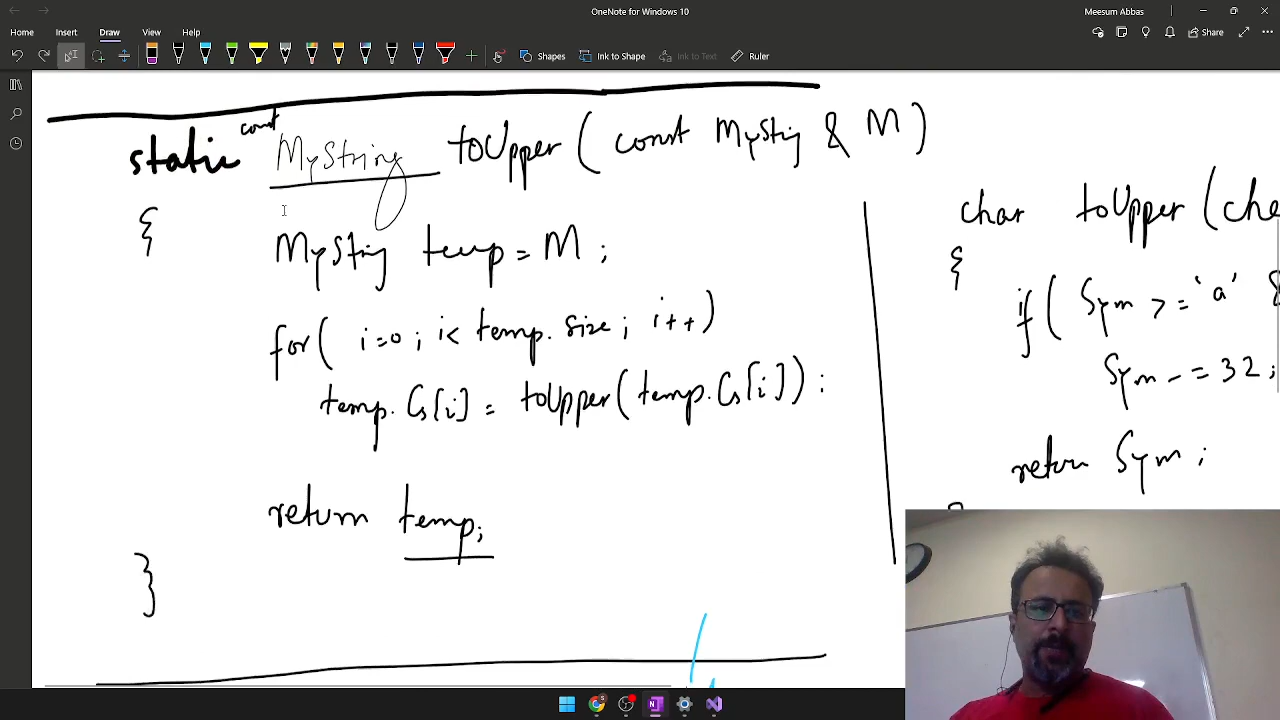 OneNote for Windows 10
Meesum Abbas
Home Insert Draw View Help
Share
Shapes Ink to Shape Ink to Text Ruler
static const MyString toUpper ( const MyString & M )
{
MyString temp = M ;
for( i=0 ; i< temp. size ; i++ )
temp. Cs[i] = toUpper( temp. Cs[i] ) ;
return temp;
}
char toUpper (cha
{
if ( Sym >= 'a' &
Sym -= 32 ;
return Sym ;